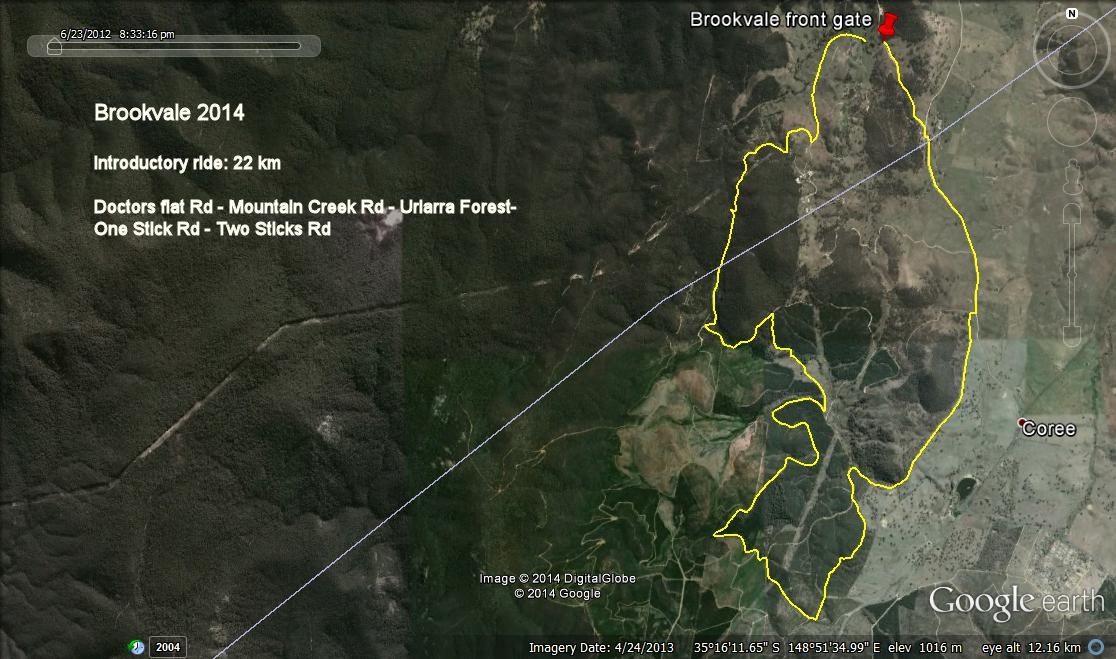 Brookvale front gate
N
6/23/2012 8:33:16 pm
Brookvale 2014
Introductory ride: 22 km
Doctors flat Rd - Mountain Creek Rd - Uriarra Forest-
One Stick Rd - Two Sticks Rd
Coree
Image © 2014 DigitalGlobe
© 2014 Google
Google earth
2004
Imagery Date: 4/24/2013 35°16'11.65" S 148°51'34.99" E elev 1016 m eye alt 12.16 km